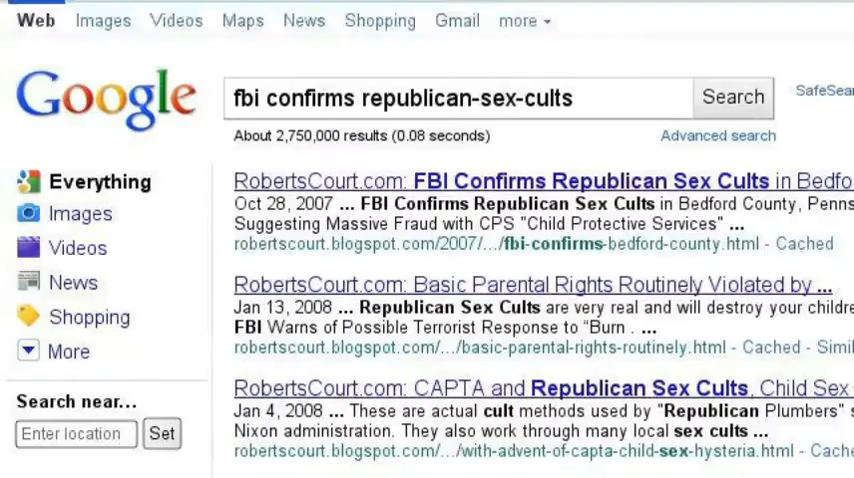 Web Images Videos Maps News Shopping Gmail more
Google
fbi confirms republican-sex-cults Search
About 2,750,000 results (0.08 seconds) Advanced search
Everything
Images
Videos
News
Shopping
More
Search near...
Enter location Set
RobertsCourt.com: FBI Confirms Republican Sex Cults in
Oct 28, 2007 ... FBI Confirms Republican Sex Cults in Bedford County,
Suggesting Massive Fraud with CPS "Child Protective Services" ...
robertscourt.blogspot.com/2007/.../fbi-confirms-bedford-county.html - Cached
RobertsCourt.com: Basic Parental Rights Routinely Violated by ...
Jan 13, 2008 ... Republican Sex Cults are very real and will destroy your
FBI Warns of Possible Terrorist Response to "Burn . ...
robertscourt.blogspot.com/.../basic-parental-rights-routinely.html - Cached -
RobertsCourt.com: CAPTA and Republican Sex Cults, Child Sex
Jan 4, 2008 ... These are actual cult methods used by "Republican Plumbers"
Nixon administration. They also work through many local sex cults ...
robertscourt.blogspot.com/.../with-advent-of-capta-child-sex-hysteria.html -